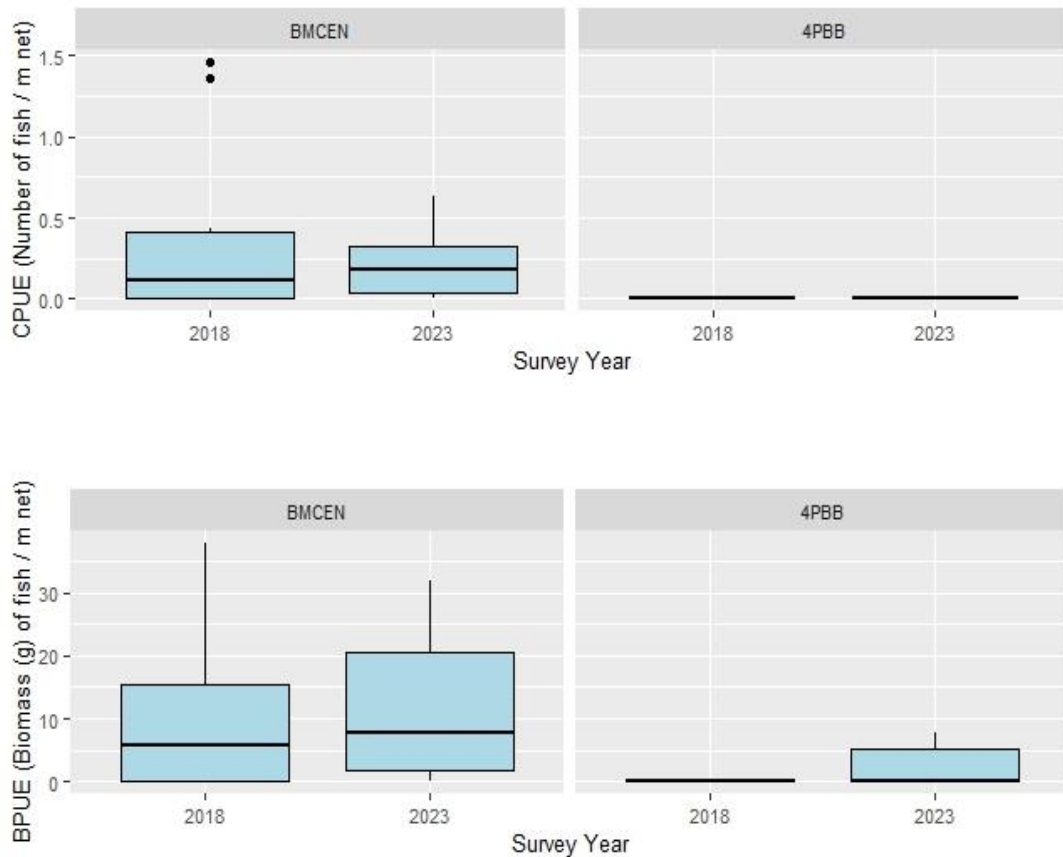 BMCEN 4PBB
CPUE (Number of fish / m net)
1.5
1.0
0.5
0.0
2018 2023 2018 2023
Survey Year
BMCEN 4PBB
BPUE (Biomass (g) of fish / m net)
30
20
10
0
2018 2023 2018 2023
Survey Year